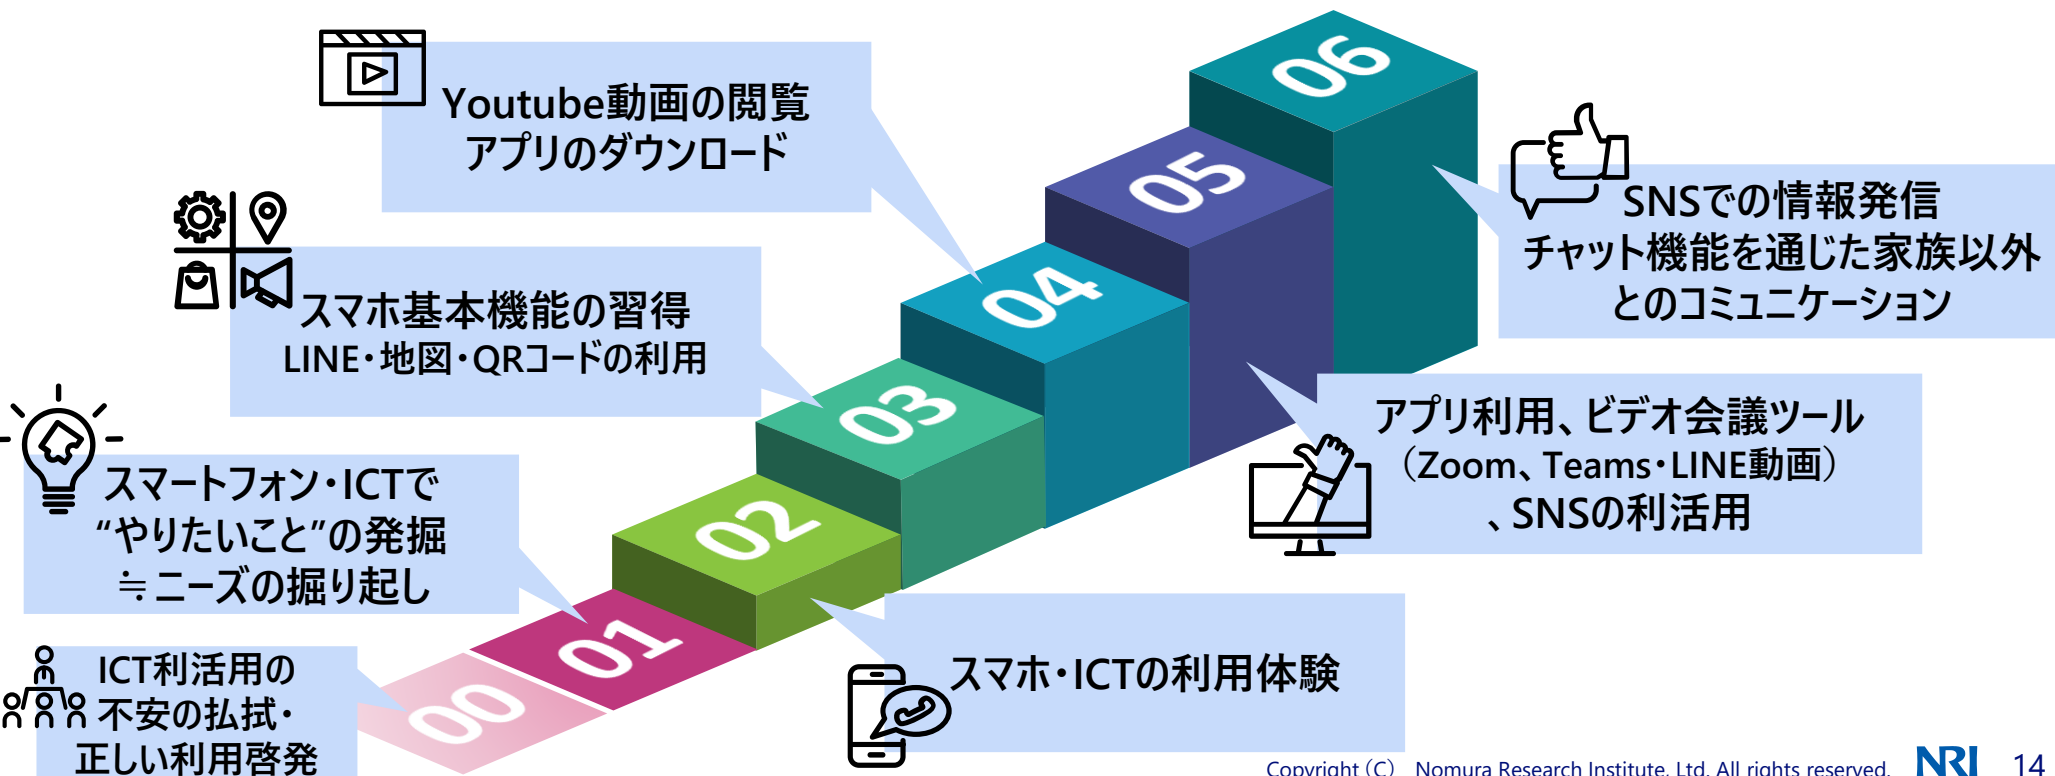 06
Youtube動画の閲覧
アプリのダウンロード
05
SNSでの情報発信
チャット機能を通じた家族以外
とのコミュニケーション
04
スマホ基本機能の習得
LINE・地図・QRコードの利用
03
アプリ利用、ビデオ会議ツール
（Zoom、Teams・LINE動画）
、SNSの利活用
スマートフォン・ICTで
“やりたいこと”の発掘
≒ニーズの掘り起し
02
01
スマホ・ICTの利用体験
ICT利活用の
不安の払拭・
正しい利用啓発
00
Copyright（C） Nomura Research Institute, Ltd. All rights reserved.
NRI
14